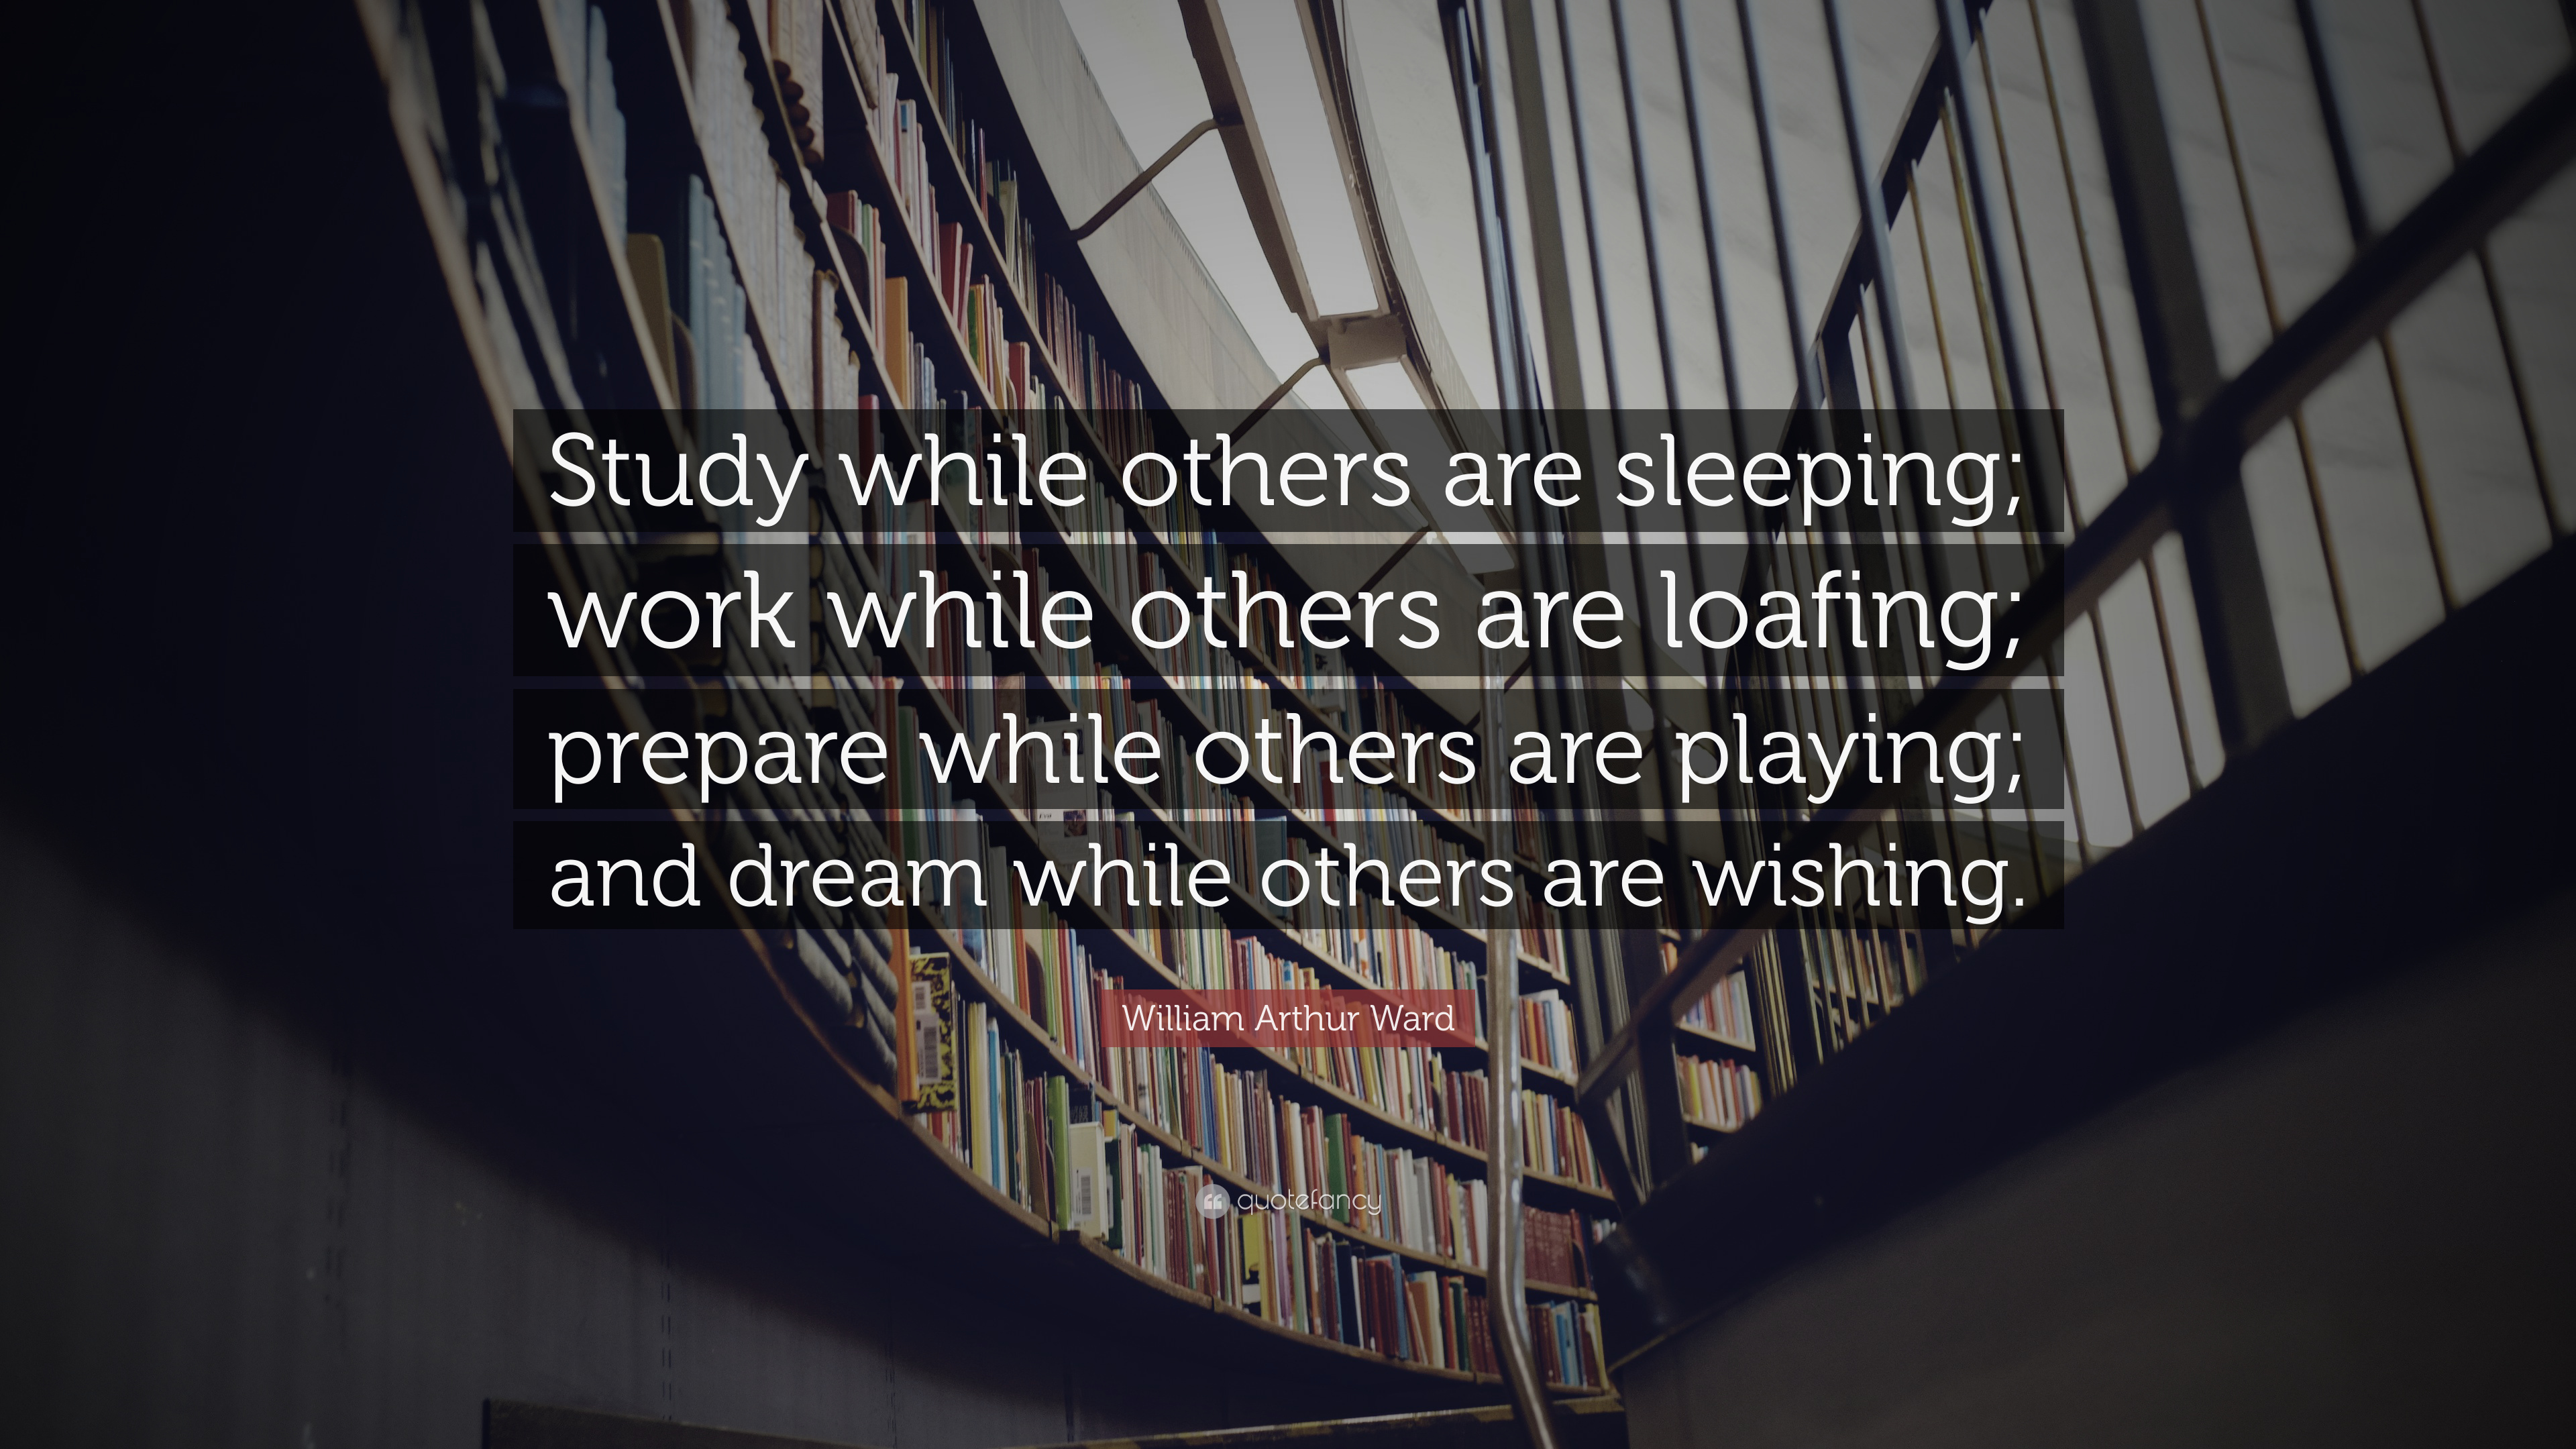 Study while others are sleeping;
work while others are loafing;
prepare while others are playing;
and dream while others are wishing.
William Arthur Ward
quotefancy